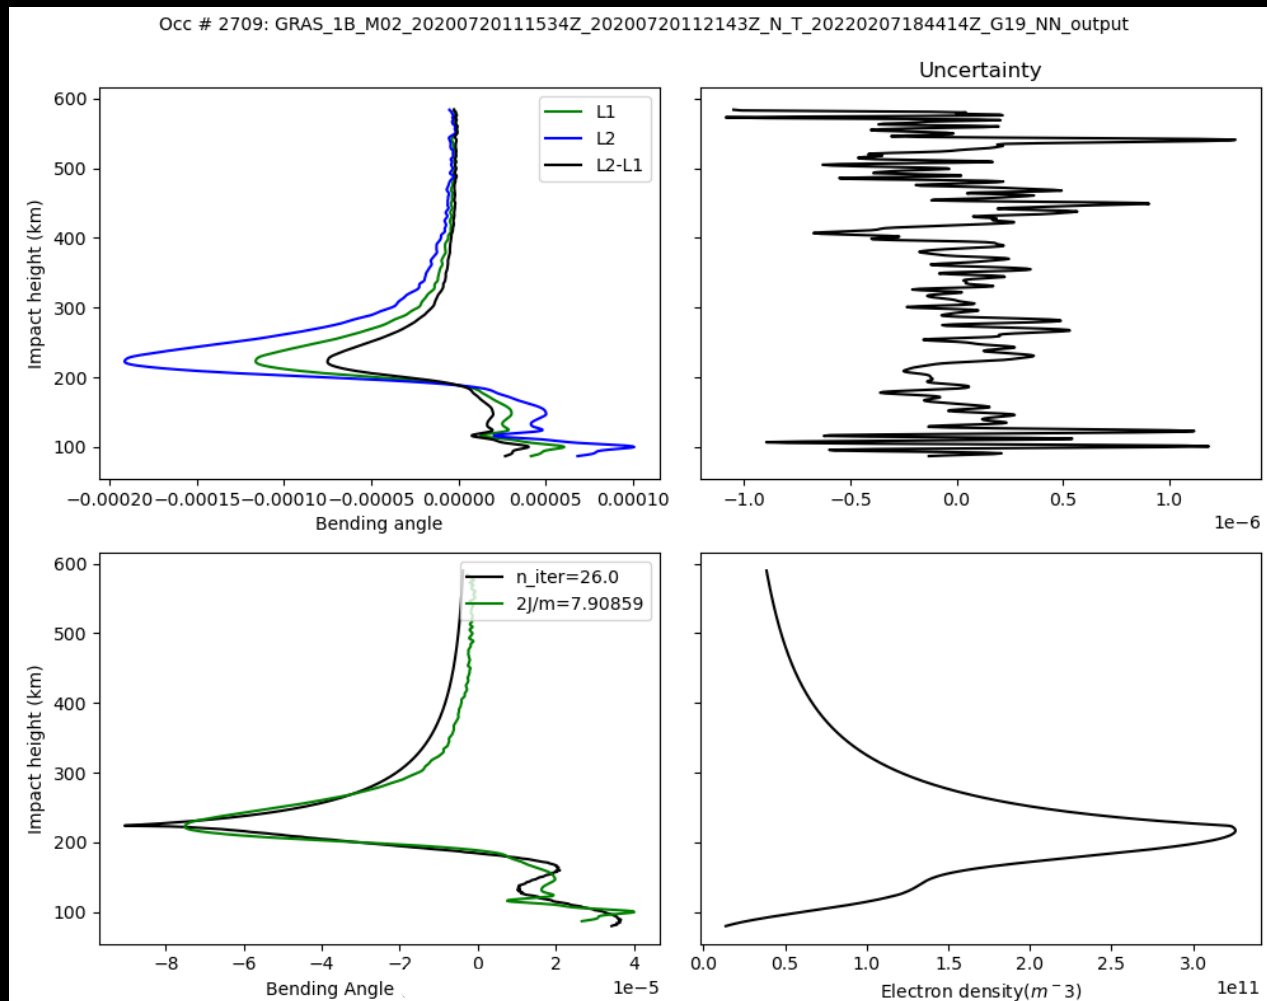 Occ # 2709: GRAS_1B_M02_20200720111534Z_20200720112143Z_N_T_20220207184414Z_G19_NN_output
Uncertainty
600
500
400
300
200
100
Impact height (km)
L1
L2
L2-L1
−0.00020 −0.00015 −0.00010 −0.00005 0.00000 0.00005 0.00010
Bending angle
−1.0 −0.5 0.0 0.5 1.0
1e−6
600
500
400
300
200
100
Impact height (km)
n_iter=26.0
2J/m=7.90859
−8 −6 −4 −2 0 2 4
1e−5
Bending Angle
0.0 0.5 1.0 1.5 2.0 2.5 3.0
1e11
Electron density(m⁻3)